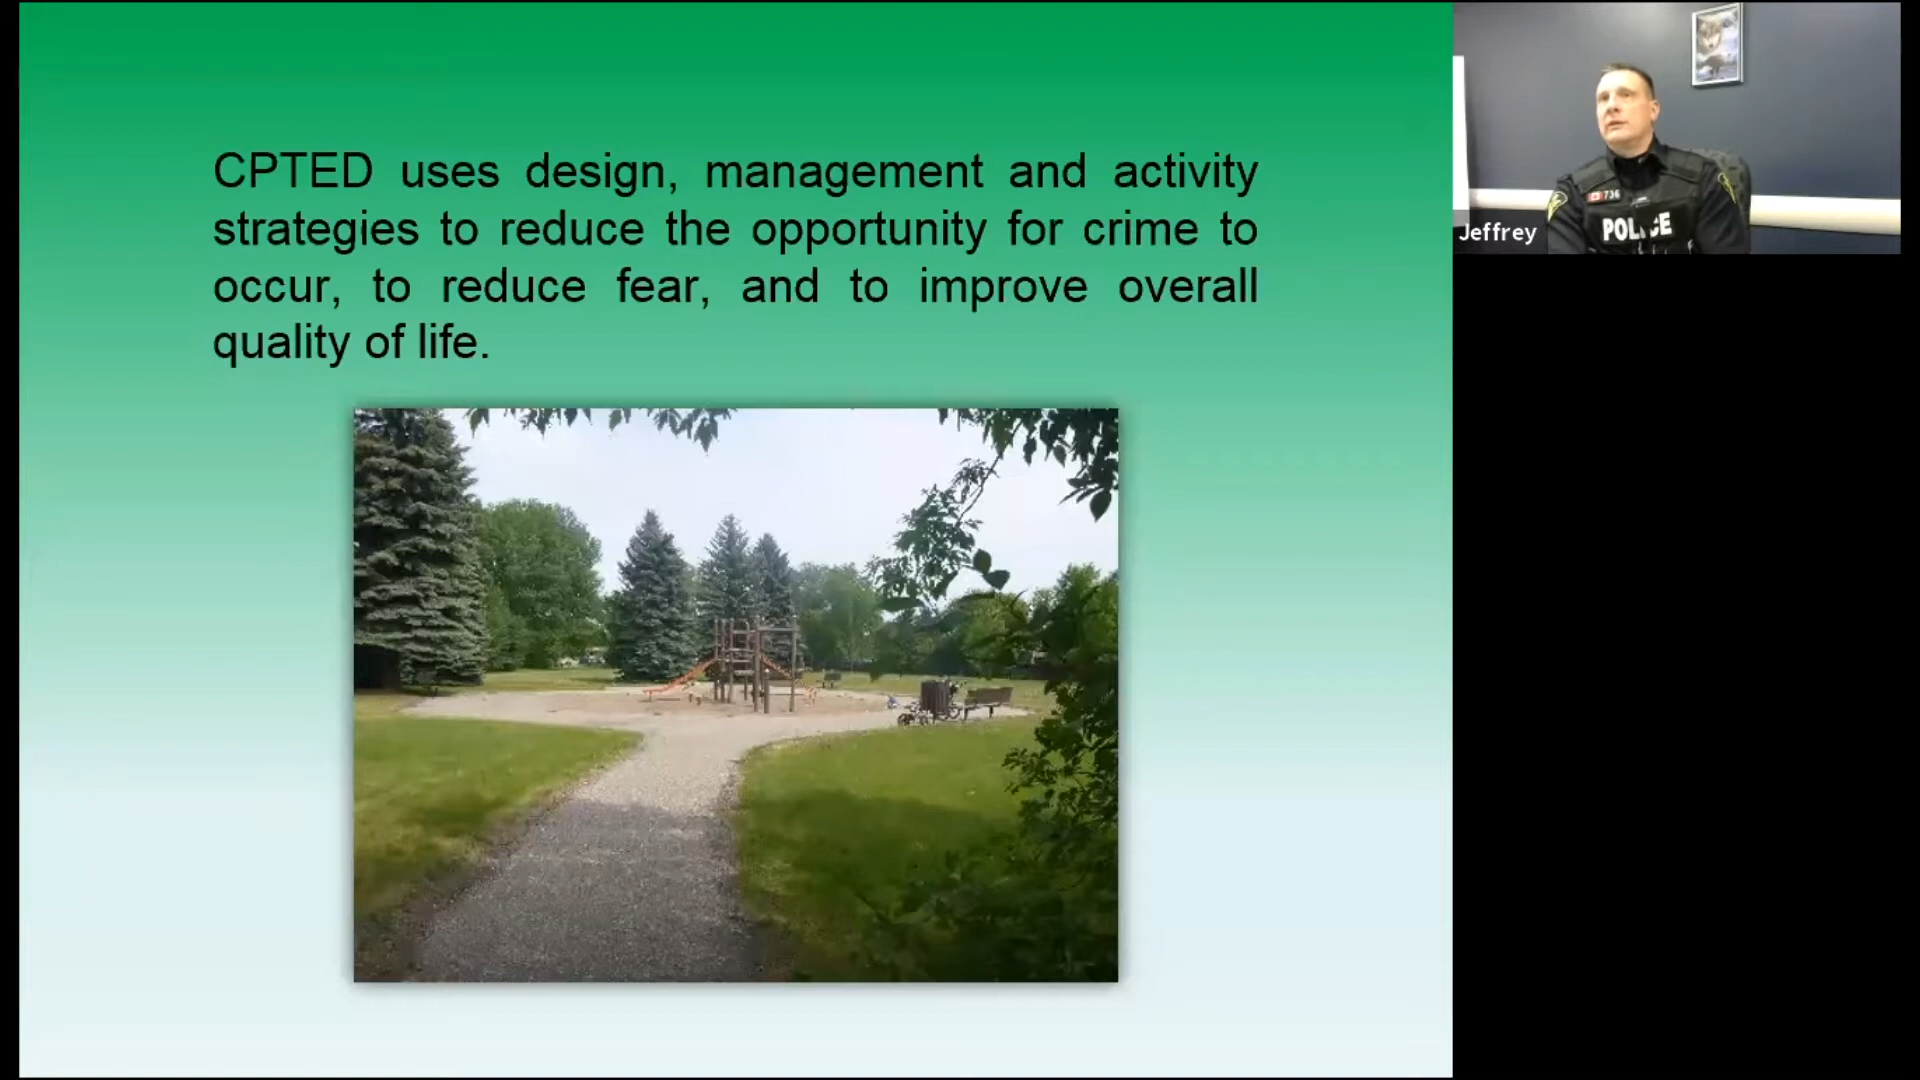 CPTED uses design, management and activity
strategies to reduce the opportunity for crime to
occur, to reduce fear, and to improve overall
quality of life.
Jeffrey
736
POLICE